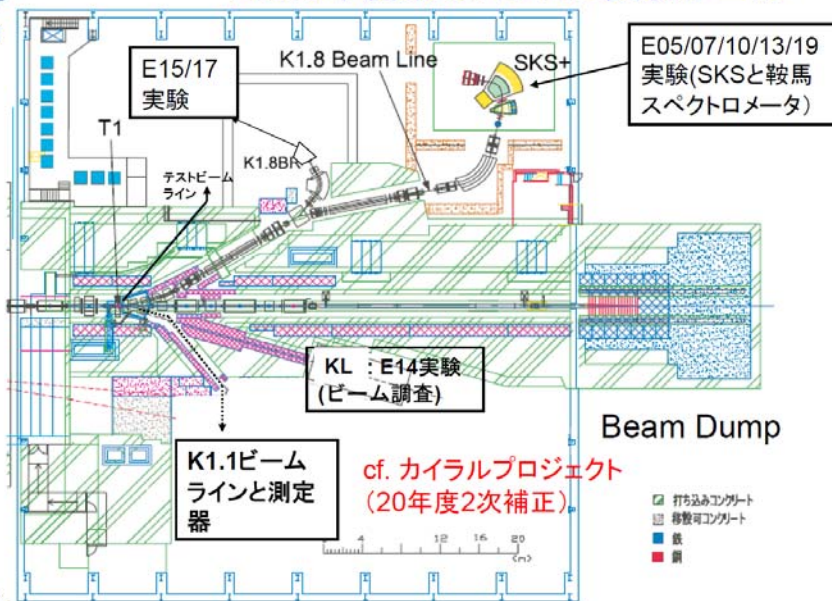 E15/17
実験
K1.8 Beam Line
SKS+
E05/07/10/13/19
実験(SKSと鞍馬
スペクトロメータ)
T1
K1.8BR
テストビーム
ライン
KL :E14実験
(ビーム調査)
Beam Dump
K1.1ビーム
ラインと測定
器
cf. カイラルプロジェクト
(20年度2次補正)
0 4 8 12 16 20
(m)
打ち込みコンクリート
移設可コンクリート
鉄
銅